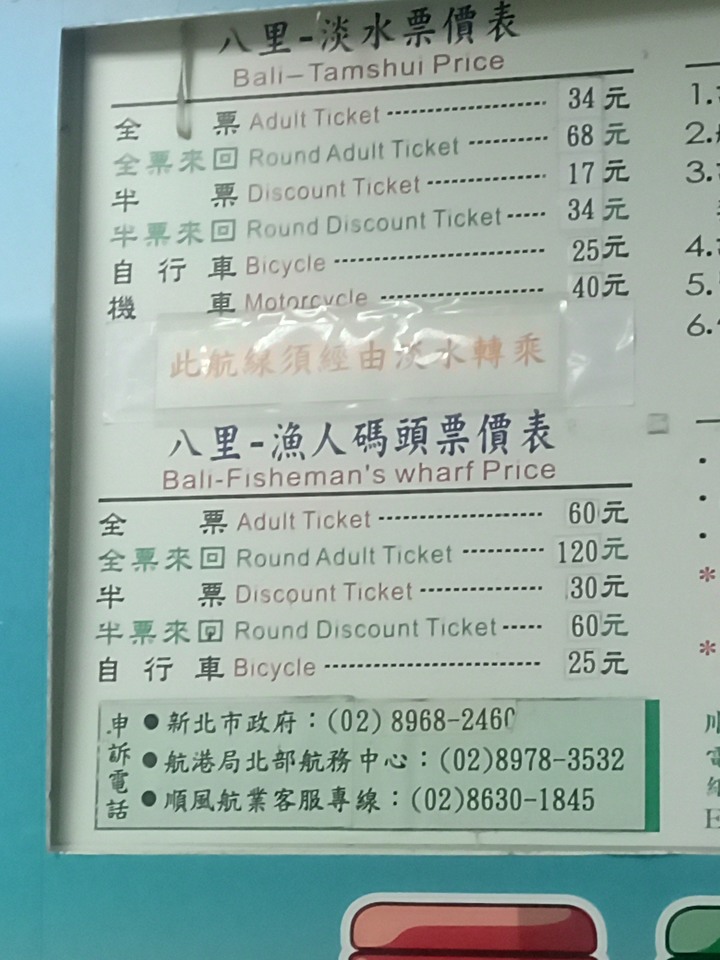 八里-淡水票價表
Bali-Tamshui Price
全票 Adult Ticket 34元
全票來回 Round Adult Ticket 68元
半票 Discount Ticket 17元
半票來回 Round Discount Ticket 34元
自行車 Bicycle 25元
機車 Motorcycle 40元
此航線須經由淡水轉乘
八里-漁人碼頭票價表
Bali-Fisheman's wharf Price
全票 Adult Ticket 60元
全票來回 Round Adult Ticket 120元
半票 Discount Ticket 30元
半票來回 Round Discount Ticket 60元
自行車 Bicycle 25元
申訴電話
●新北市政府：(02) 8968-2460
●航港局北部航務中心：(02)8978-3532
●順風航業客服專線：(02)8630-1845
1.
2.
3.
4.
5.
6.